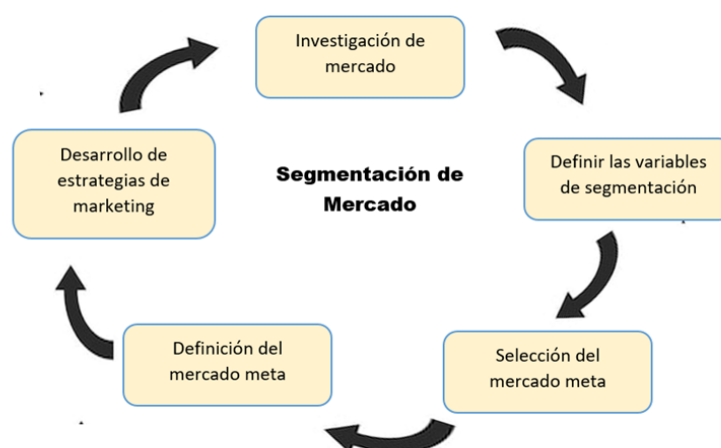 Investigación de
mercado
Definir las variables
de segmentación
Selección del
mercado meta
Definición del
mercado meta
Desarrollo de
estrategias de
marketing
Segmentación de
Mercado